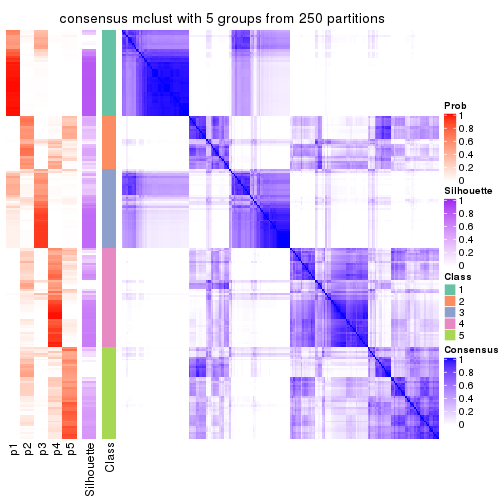 consensus mclust with 5 groups from 250 partitions
Prob
1
0.8
0.6
0.4
0.2
0
Silhouette
1
0.8
0.6
0.4
0.2
0
Class
1
2
3
4
5
Consensus
1
0.8
0.6
0.4
0.2
0
p1
p2
p3
p4
p5
Silhouette
Class